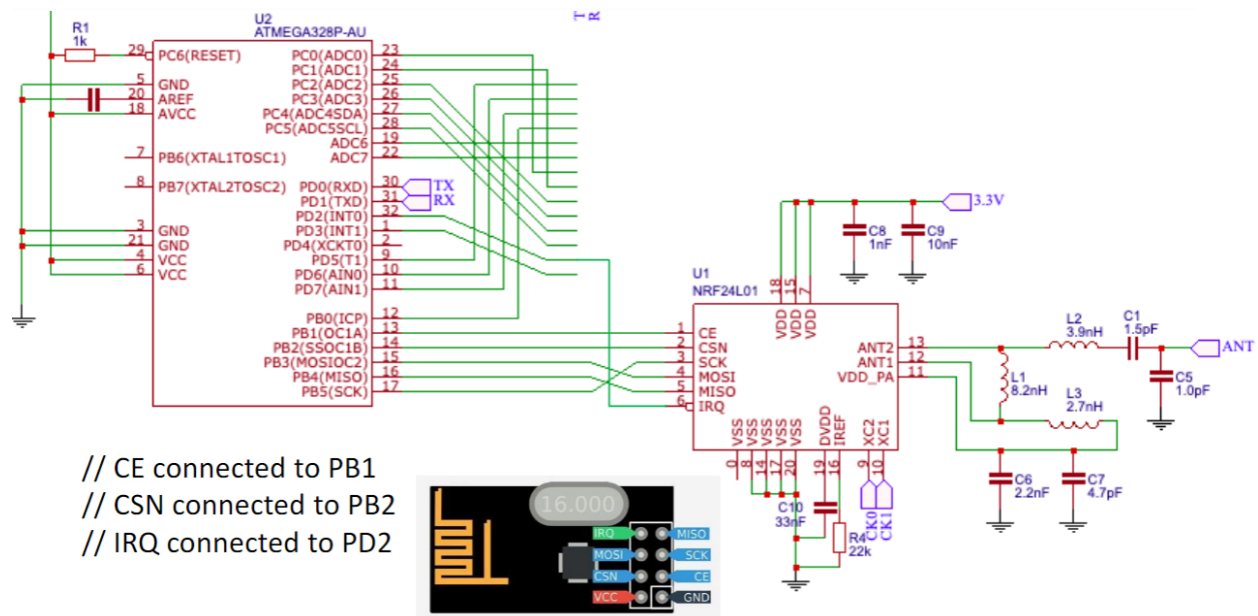 T
R
U2
ATMEGA328P-AU
R1
1k
29 PC6(RESET)
5 GND
20 AREF
18 AVCC
7 PB6(XTAL1TOSC1)
8 PB7(XTAL2TOSC2)
3 GND
21 GND
4 VCC
6 VCC
PC0(ADC0) 23
PC1(ADC1) 24
PC2(ADC2) 25
PC3(ADC3) 26
PC4(ADC4SDA) 27
PC5(ADC5SCL) 28
ADC6 19
ADC7 22
PD0(RXD) 30 TX
PD1(TXD) 31 RX
PD2(INT0) 32
PD3(INT1) 1
PD4(XCKT0) 2
PD5(T1) 9
PD6(AIN0) 10
PD7(AIN1) 11
PB0(ICP) 12
PB1(OC1A) 13
PB2(SSOC1B) 14
PB3(MOSIOC2) 15
PB4(MISO) 16
PB5(SCK) 17
3.3V
C8
1nF
C9
10nF
U1
NRF24L01
18 VDD
15 VDD
7 VDD
1 CE
2 CSN
3 SCK
4 MOSI
5 MISO
6 IRQ
ANT2 13
ANT1 12
VDD_PA 11
0 VSS
8 VSS
14 VSS
17 VSS
20 VSS
19 DVDD
16 IREF
9 XC2
10 XC1
CK0
CK1
C10
33nF
R4
22k
L2
3.9nH
C1
1.5pF
ANT
L1
8.2nH
C5
1.0pF
L3
2.7nH
C6
2.2nF
C7
4.7pF
// CE connected to PB1
// CSN connected to PB2
// IRQ connected to PD2
16.000
IRQ MISO
MOSI SCK
CSN CE
VCC GND